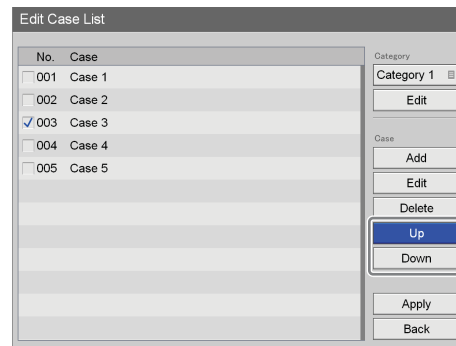 Edit Case List
No. Case
001 Case 1
002 Case 2
003 Case 3
004 Case 4
005 Case 5
Category
Category 1
Edit
Case
Add
Edit
Delete
Up
Down
Apply
Back